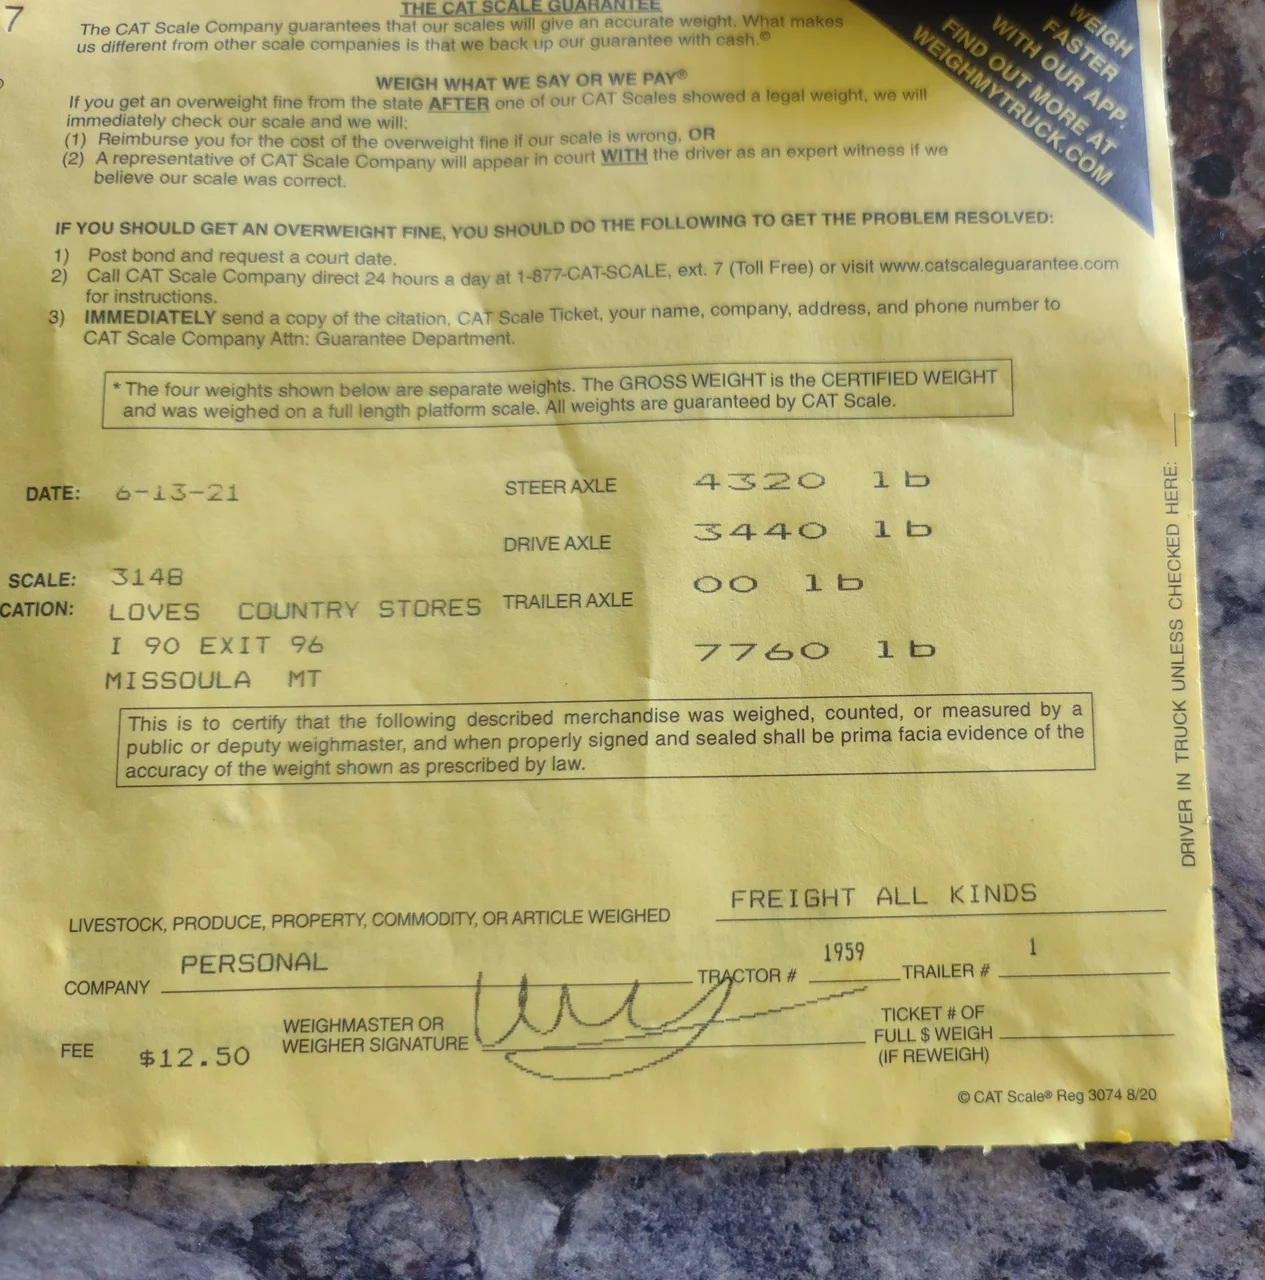 7
THE CAT SCALE GUARANTEE
The CAT Scale Company guarantees that our scales will give an accurate weight. What makes
us different from other scale companies is that we back up our guarantee with cash.©
WEIGH WHAT WE SAY OR WE PAY®
If you get an overweight fine from the state AFTER one of our CAT Scales showed a legal weight, we will
immediately check our scale and we will:
(1) Reimburse you for the cost of the overweight fine if our scale is wrong, OR
(2) A representative of CAT Scale Company will appear in court WITH the driver as an expert witness if we
believe our scale was correct.
WEIGH
FASTER
WITH OUR APP.
FIND OUT MORE AT
WEIGHMYTRUCK.COM
IF YOU SHOULD GET AN OVERWEIGHT FINE, YOU SHOULD DO THE FOLLOWING TO GET THE PROBLEM RESOLVED:
1) Post bond and request a court date.
2) Call CAT Scale Company direct 24 hours a day at 1-877-CAT-SCALE, ext. 7 (Toll Free) or visit www.catscaleguarantee.com
for instructions.
3) IMMEDIATELY send a copy of the citation, CAT Scale Ticket, your name, company, address, and phone number to
CAT Scale Company Attn: Guarantee Department.
* The four weights shown below are separate weights. The GROSS WEIGHT is the CERTIFIED WEIGHT
and was weighed on a full length platform scale. All weights are guaranteed by CAT Scale.
DATE: 6-13-21
STEER AXLE 4320 lb
DRIVE AXLE 3440 lb
SCALE: 3148
TRAILER AXLE 00 lb
CATION: LOVES COUNTRY STORES
I 90 EXIT 96
7760 lb
MISSOULA MT
This is to certify that the following described merchandise was weighed, counted, or measured by a
public or deputy weighmaster, and when properly signed and sealed shall be prima facia evidence of the
accuracy of the weight shown as prescribed by law.
DRIVER IN TRUCK UNLESS CHECKED HERE:
LIVESTOCK, PRODUCE, PROPERTY, COMMODITY, OR ARTICLE WEIGHED FREIGHT ALL KINDS
COMPANY PERSONAL TRACTOR # 1959 TRAILER # 1
FEE $12.50
WEIGHMASTER OR
WEIGHER SIGNATURE
TICKET # OF
FULL $ WEIGH
(IF REWEIGH)
© CAT Scale® Reg 3074 8/20